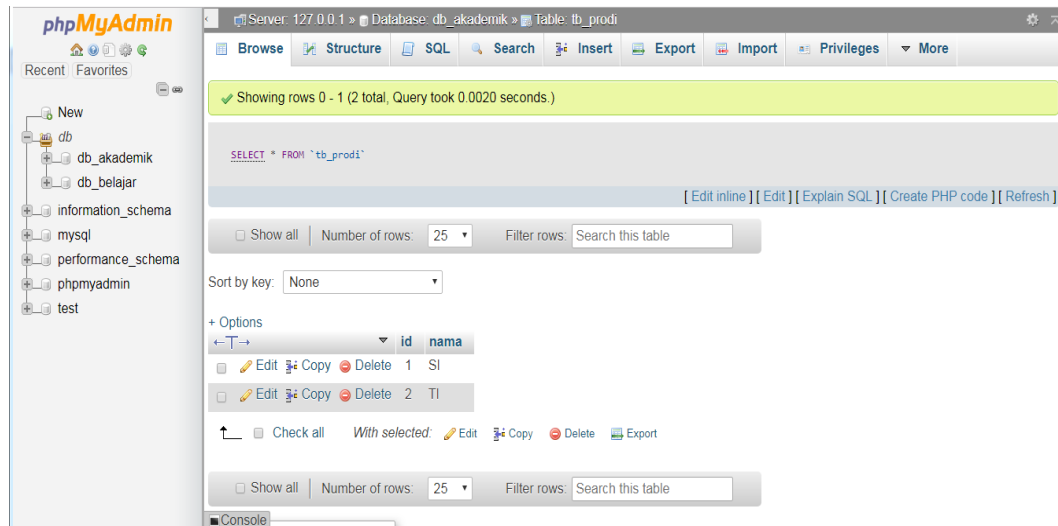 phpMyAdmin
Recent Favorites
New
db
db_akademik
db_belajar
information_schema
mysql
performance_schema
phpmyadmin
test
Server: 127.0.0.1 » Database: db_akademik » Table: tb_prodi
Browse Structure SQL Search Insert Export Import Privileges More
Showing rows 0 - 1 (2 total, Query took 0.0020 seconds.)
SELECT * FROM `tb_prodi`
[ Edit inline ] [ Edit ] [ Explain SQL ] [ Create PHP code ] [ Refresh ]
Show all | Number of rows: 25 Filter rows: Search this table
Sort by key: None
+ Options
←T→ id nama
Edit Copy Delete 1 SI
Edit Copy Delete 2 TI
Check all With selected: Edit Copy Delete Export
Show all | Number of rows: 25 Filter rows: Search this table
Console